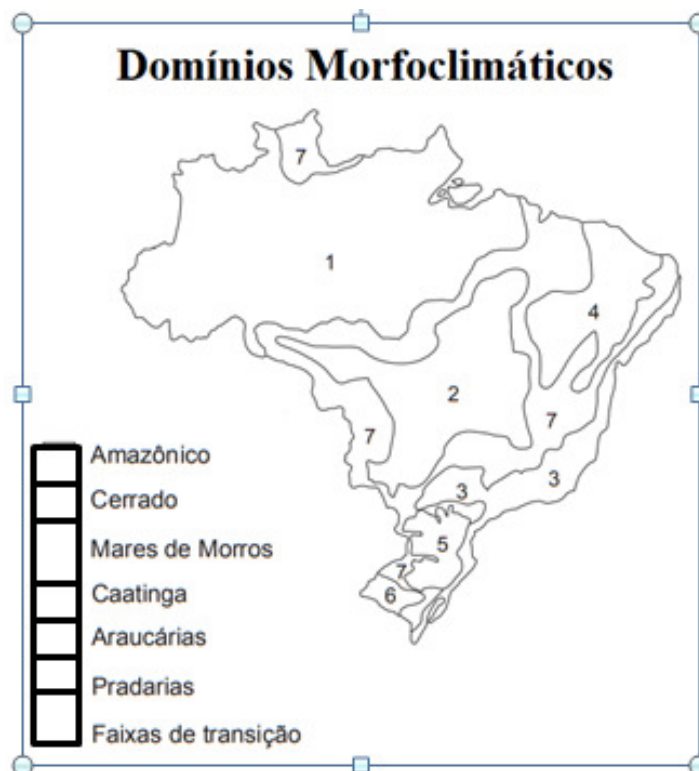 Domínios Morfoclimáticos
7
1
4
2
7
7
3
3
5
7
6
Amazônico
Cerrado
Mares de Morros
Caatinga
Araucárias
Pradarias
Faixas de transição